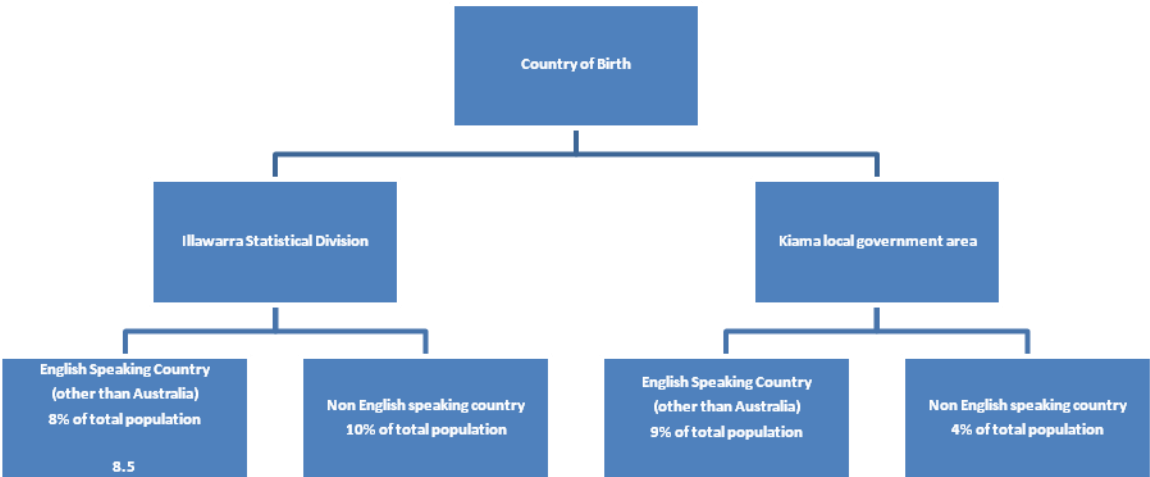 Country of Birth
Illawarra Statistical Division
Kiama local government area
English Speaking Country
(other than Australia)
8% of total population
8.5
Non English speaking country
10% of total population
English Speaking Country
(other than Australia)
9% of total population
Non English speaking country
4% of total population